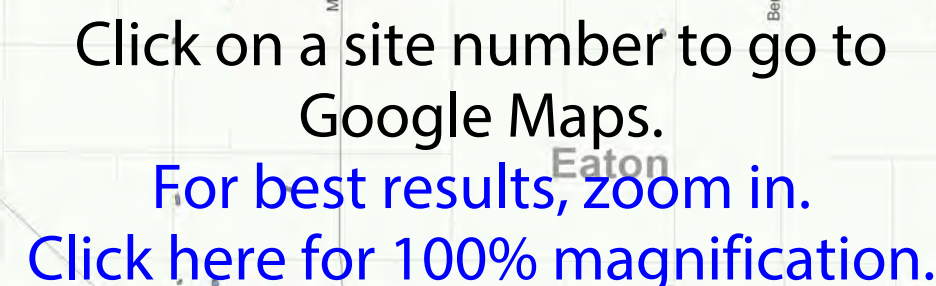 Click on a site number to go to
Google Maps.
Eaton
For best results, zoom in.
Click here for 100% magnification.